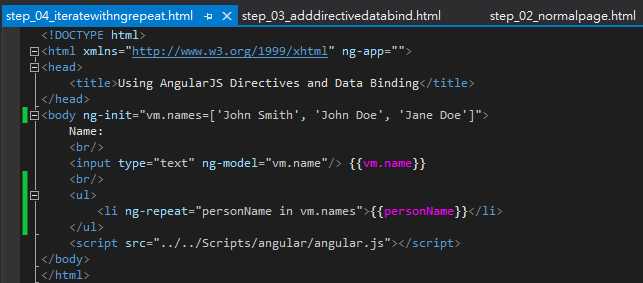 step_04_iteratewithngrepeat.html step_03_adddirectivedatabind.html step_02_normalpage.html
<!DOCTYPE html>
<html xmlns="http://www.w3.org/1999/xhtml" ng-app="">
<head>
    <title>Using AngularJS Directives and Data Binding</title>
</head>
<body ng-init="vm.names=['John Smith', 'John Doe', 'Jane Doe']">
    Name:
    <br/>
    <input type="text" ng-model="vm.name"/> {{vm.name}}
    <br/>
    <ul>
        <li ng-repeat="personName in vm.names">{{personName}}</li>
    </ul>
    <script src="../../Scripts/angular/angular.js"></script>
</body>
</html>